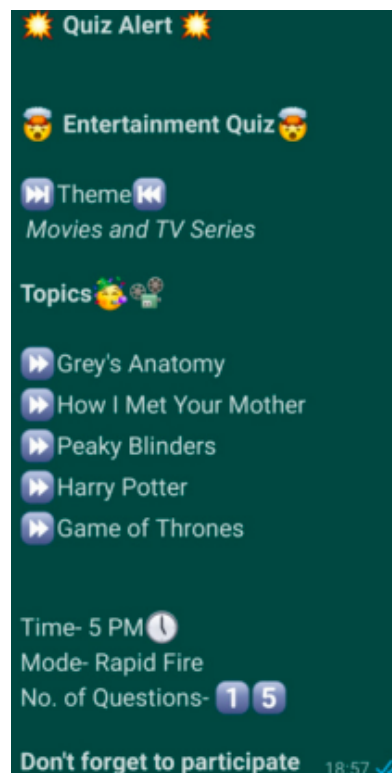 💥 Quiz Alert 💥
🤯 Entertainment Quiz🤯
⏭️Theme⏮️
Movies and TV Series
Topics🥳📽️
⏩Grey's Anatomy
⏩How I Met Your Mother
⏩Peaky Blinders
⏩Harry Potter
⏩Game of Thrones
Time- 5 PM🕔
Mode- Rapid Fire
No. of Questions- 1️⃣5️⃣
Don't forget to participate 18:57